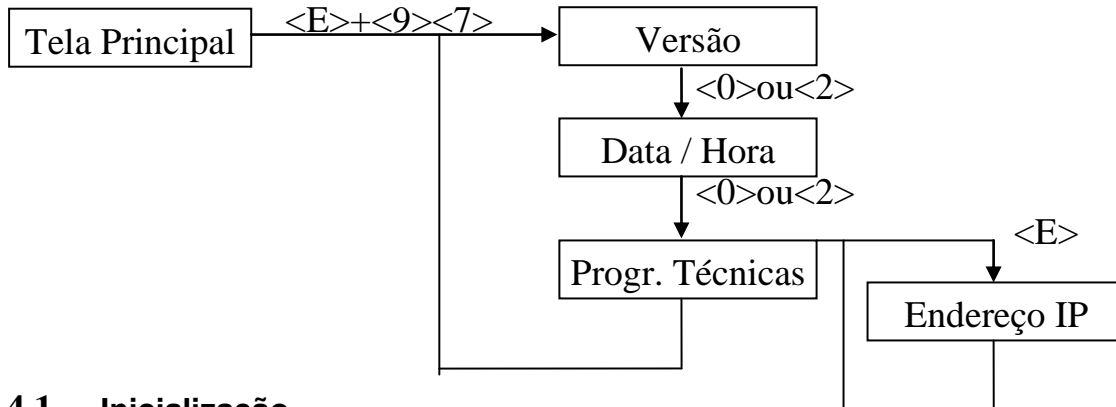 <E>+<9><7>
Tela Principal
Versão
<0>ou<2>
Data / Hora
<0>ou<2>
<E>
Progr. Técnicas
Endereço IP
4.1 Inicialização